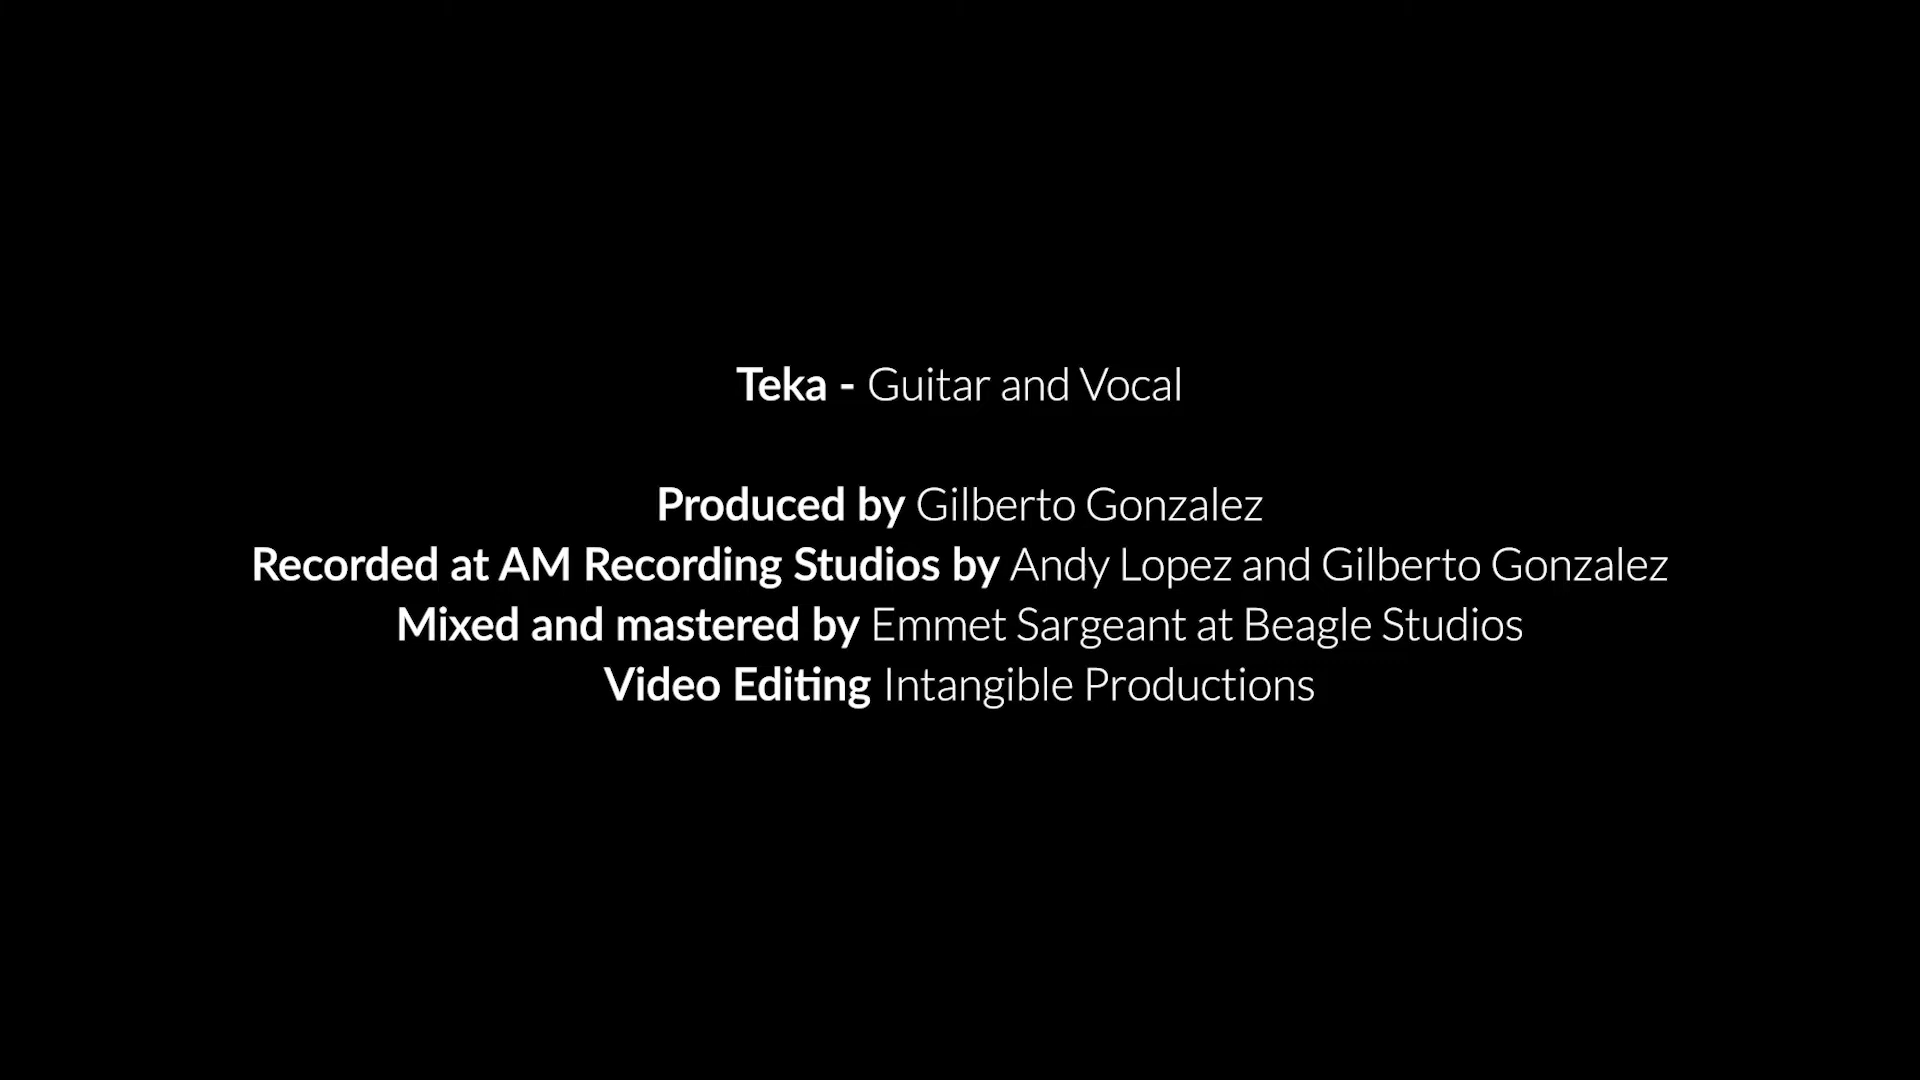 Teka - Guitar and Vocal
Produced by Gilberto Gonzalez
Recorded at AM Recording Studios by Andy Lopez and Gilberto Gonzalez
Mixed and mastered by Emmet Sargeant at Beagle Studios
Video Editing Intangible Productions